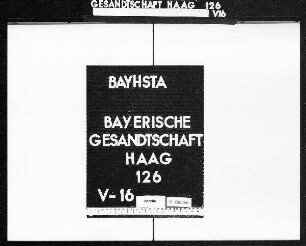 GESANDTSCHAFT HAAG 126
V16
BAYHSTA
BAYERISCHE
GESANDTSCHAFT
HAAG
126
V-16